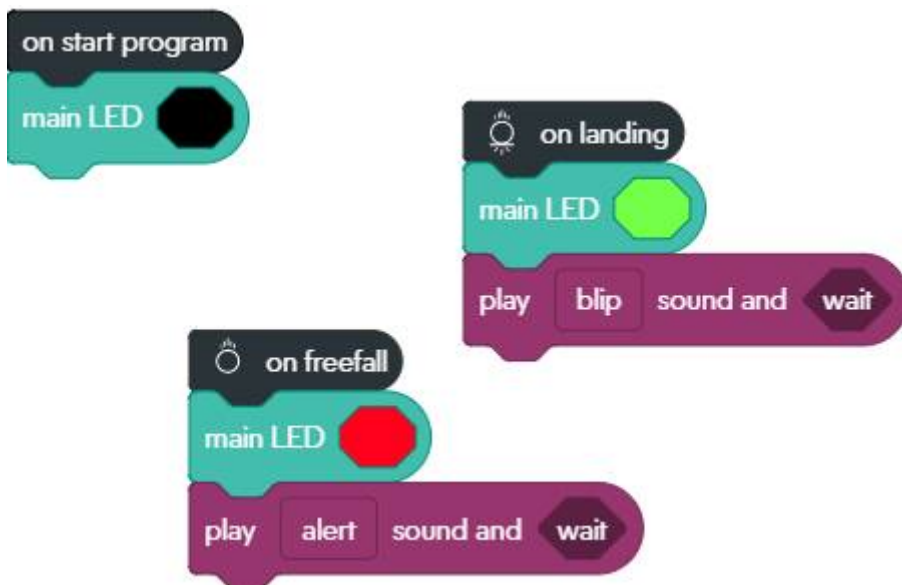 on start program
main LED
on landing
main LED
play blip sound and wait
on freefall
main LED
play alert sound and wait